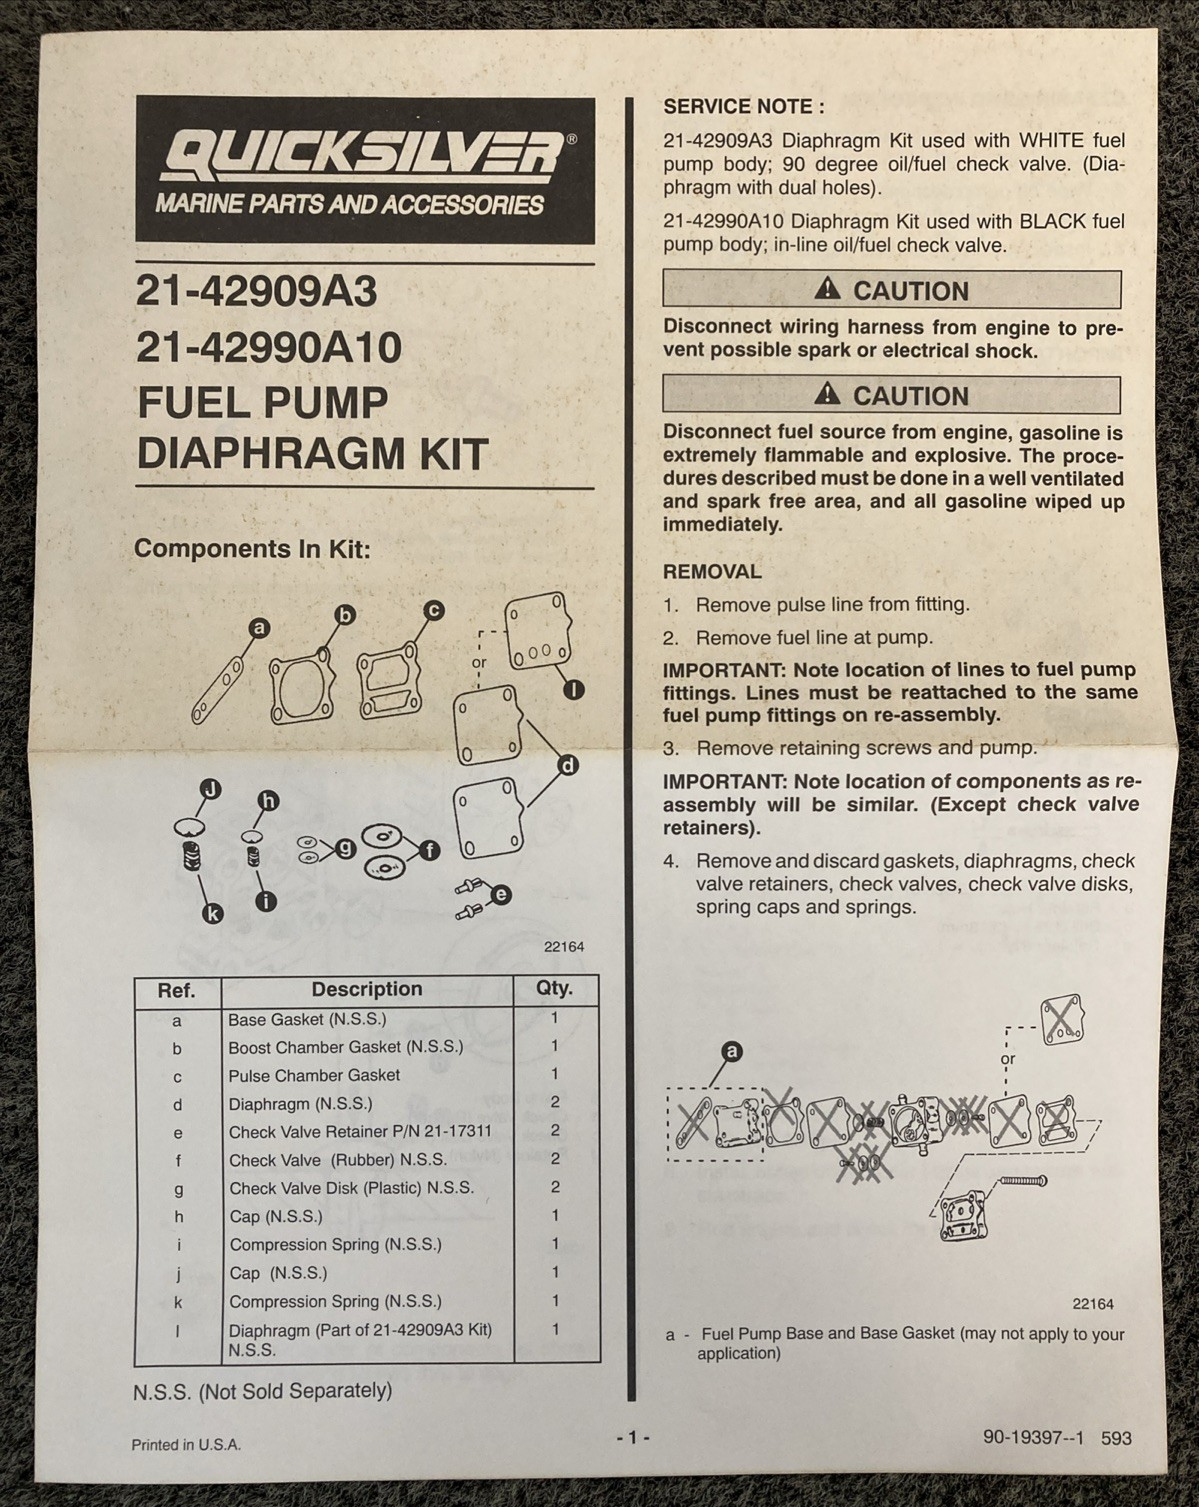 QUICKSILVER®
MARINE PARTS AND ACCESSORIES
21-42909A3
21-42990A10
FUEL PUMP
DIAPHRAGM KIT
Components In Kit:
a
b
c
or
l
d
J
h
g
f
e
k
i
22164
Ref. Description Qty.
a Base Gasket (N.S.S.) 1
b Boost Chamber Gasket (N.S.S.) 1
c Pulse Chamber Gasket 1
d Diaphragm (N.S.S.) 2
e Check Valve Retainer P/N 21-17311 2
f Check Valve (Rubber) N.S.S. 2
g Check Valve Disk (Plastic) N.S.S. 2
h Cap (N.S.S.) 1
i Compression Spring (N.S.S.) 1
j Cap (N.S.S.) 1
k Compression Spring (N.S.S.) 1
l Diaphragm (Part of 21-42909A3 Kit) 1
N.S.S.
N.S.S. (Not Sold Separately)
Printed in U.S.A.
SERVICE NOTE :
21-42909A3 Diaphragm Kit used with WHITE fuel
pump body; 90 degree oil/fuel check valve. (Dia-
phragm with dual holes).
21-42990A10 Diaphragm Kit used with BLACK fuel
pump body; in-line oil/fuel check valve.
⚠ CAUTION
Disconnect wiring harness from engine to pre-
vent possible spark or electrical shock.
⚠ CAUTION
Disconnect fuel source from engine, gasoline is
extremely flammable and explosive. The proce-
dures described must be done in a well ventilated
and spark free area, and all gasoline wiped up
immediately.
REMOVAL
1. Remove pulse line from fitting.
2. Remove fuel line at pump.
IMPORTANT: Note location of lines to fuel pump
fittings. Lines must be reattached to the same
fuel pump fittings on re-assembly.
3. Remove retaining screws and pump.
IMPORTANT: Note location of components as re-
assembly will be similar. (Except check valve
retainers).
4. Remove and discard gaskets, diaphragms, check
valve retainers, check valves, check valve disks,
spring caps and springs.
a
or
22164
a - Fuel Pump Base and Base Gasket (may not apply to your
application)
- 1 -
90-19397--1 593